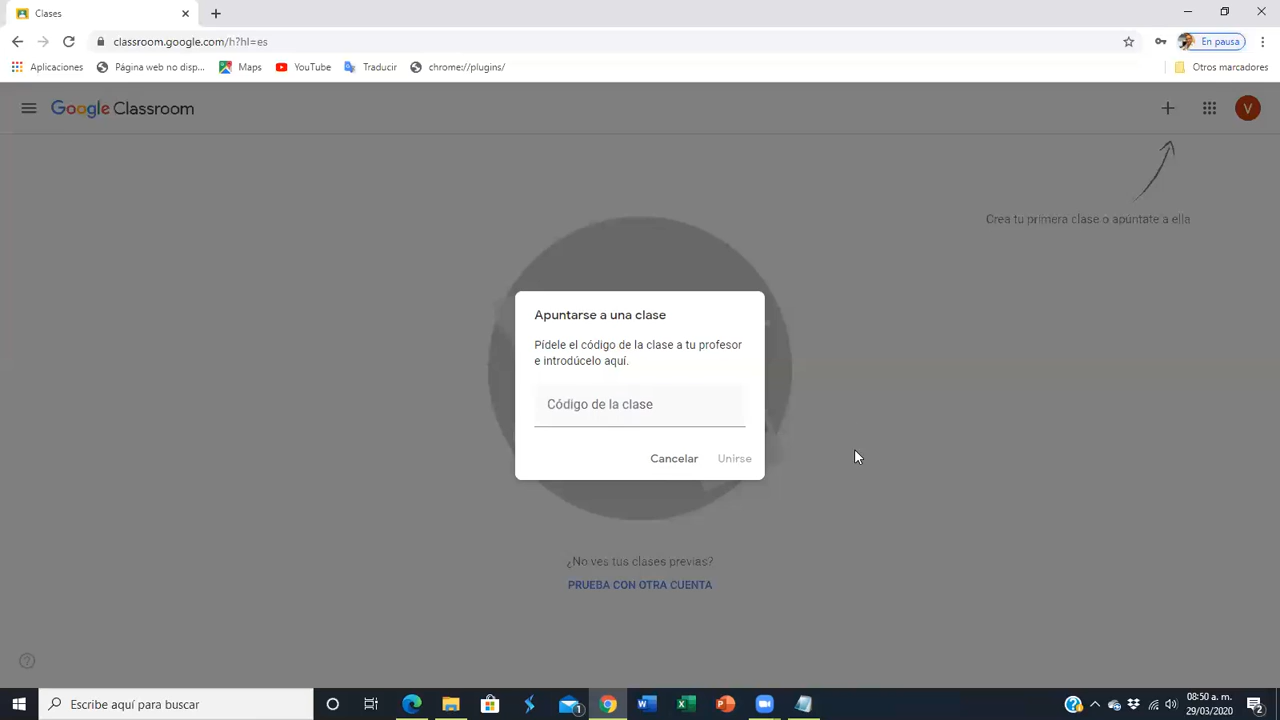 Clases
classroom.google.com/h?hl=es
En pausa
Aplicaciones
Página web no disp...
Maps
YouTube
Traducir
chrome://plugins/
Otros marcadores
Google Classroom
V
Crea tu primera clase o apúntate a ella
Apuntarse a una clase
Pídele el código de la clase a tu profesor
e introdúcelo aquí.
Código de la clase
Cancelar
Unirse
¿No ves tus clases previas?
PRUEBA CON OTRA CUENTA
Escribe aquí para buscar
1
08:50 a. m.
29/03/2020
2